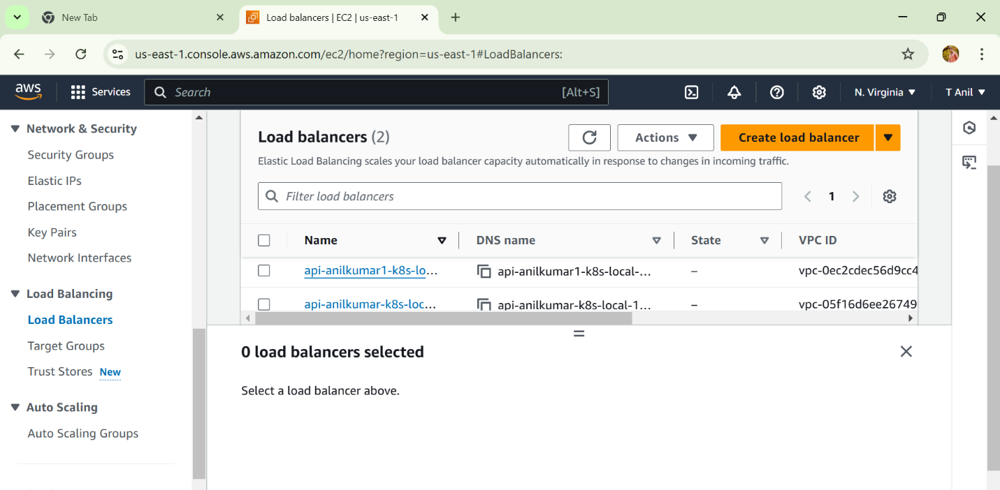 New Tab
Load balancers | EC2 | us-east-1
us-east-1.console.aws.amazon.com/ec2/home?region=us-east-1#LoadBalancers:
aws
Services
Search
[Alt+S]
N. Virginia
T Anil
Network & Security
Security Groups
Elastic IPs
Placement Groups
Key Pairs
Network Interfaces
Load Balancing
Load Balancers
Target Groups
Trust Stores New
Auto Scaling
Auto Scaling Groups
Load balancers (2)
Actions
Create load balancer
Elastic Load Balancing scales your load balancer capacity automatically in response to changes in incoming traffic.
Filter load balancers
1
Name DNS name State VPC ID
api-anilkumar1-k8s-lo... api-anilkumar1-k8s-local-... – vpc-0ec2cdec56d9cc4
api-anilkumar-k8s-loc... api-anilkumar-k8s-local-1... – vpc-05f16d6ee26749
0 load balancers selected
Select a load balancer above.